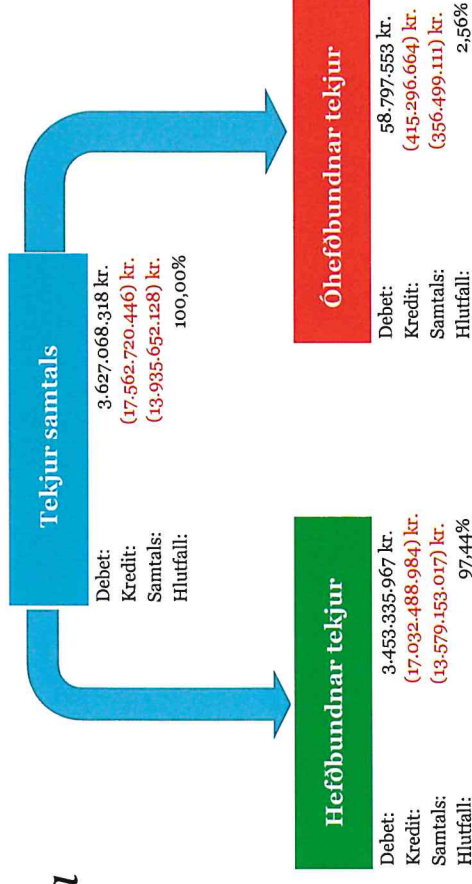 Tekjur samtals
Debet: 3.627.068.318 kr.
Kredit: (17.562.720.446) kr.
Samtals: (13.935.652.128) kr.
Hlutfall: 100,00%
Hefðbundnar tekjur
Debet: 3.453.335.967 kr.
Kredit: (17.032.488.984) kr.
Samtals: (13.579.153.017) kr.
Hlutfall: 97,44%
Óhefðbundnar tekjur
Debet: 58.797.553 kr.
Kredit: (415.296.664) kr.
Samtals: (356.499.111) kr.
Hlutfall: 2,56%